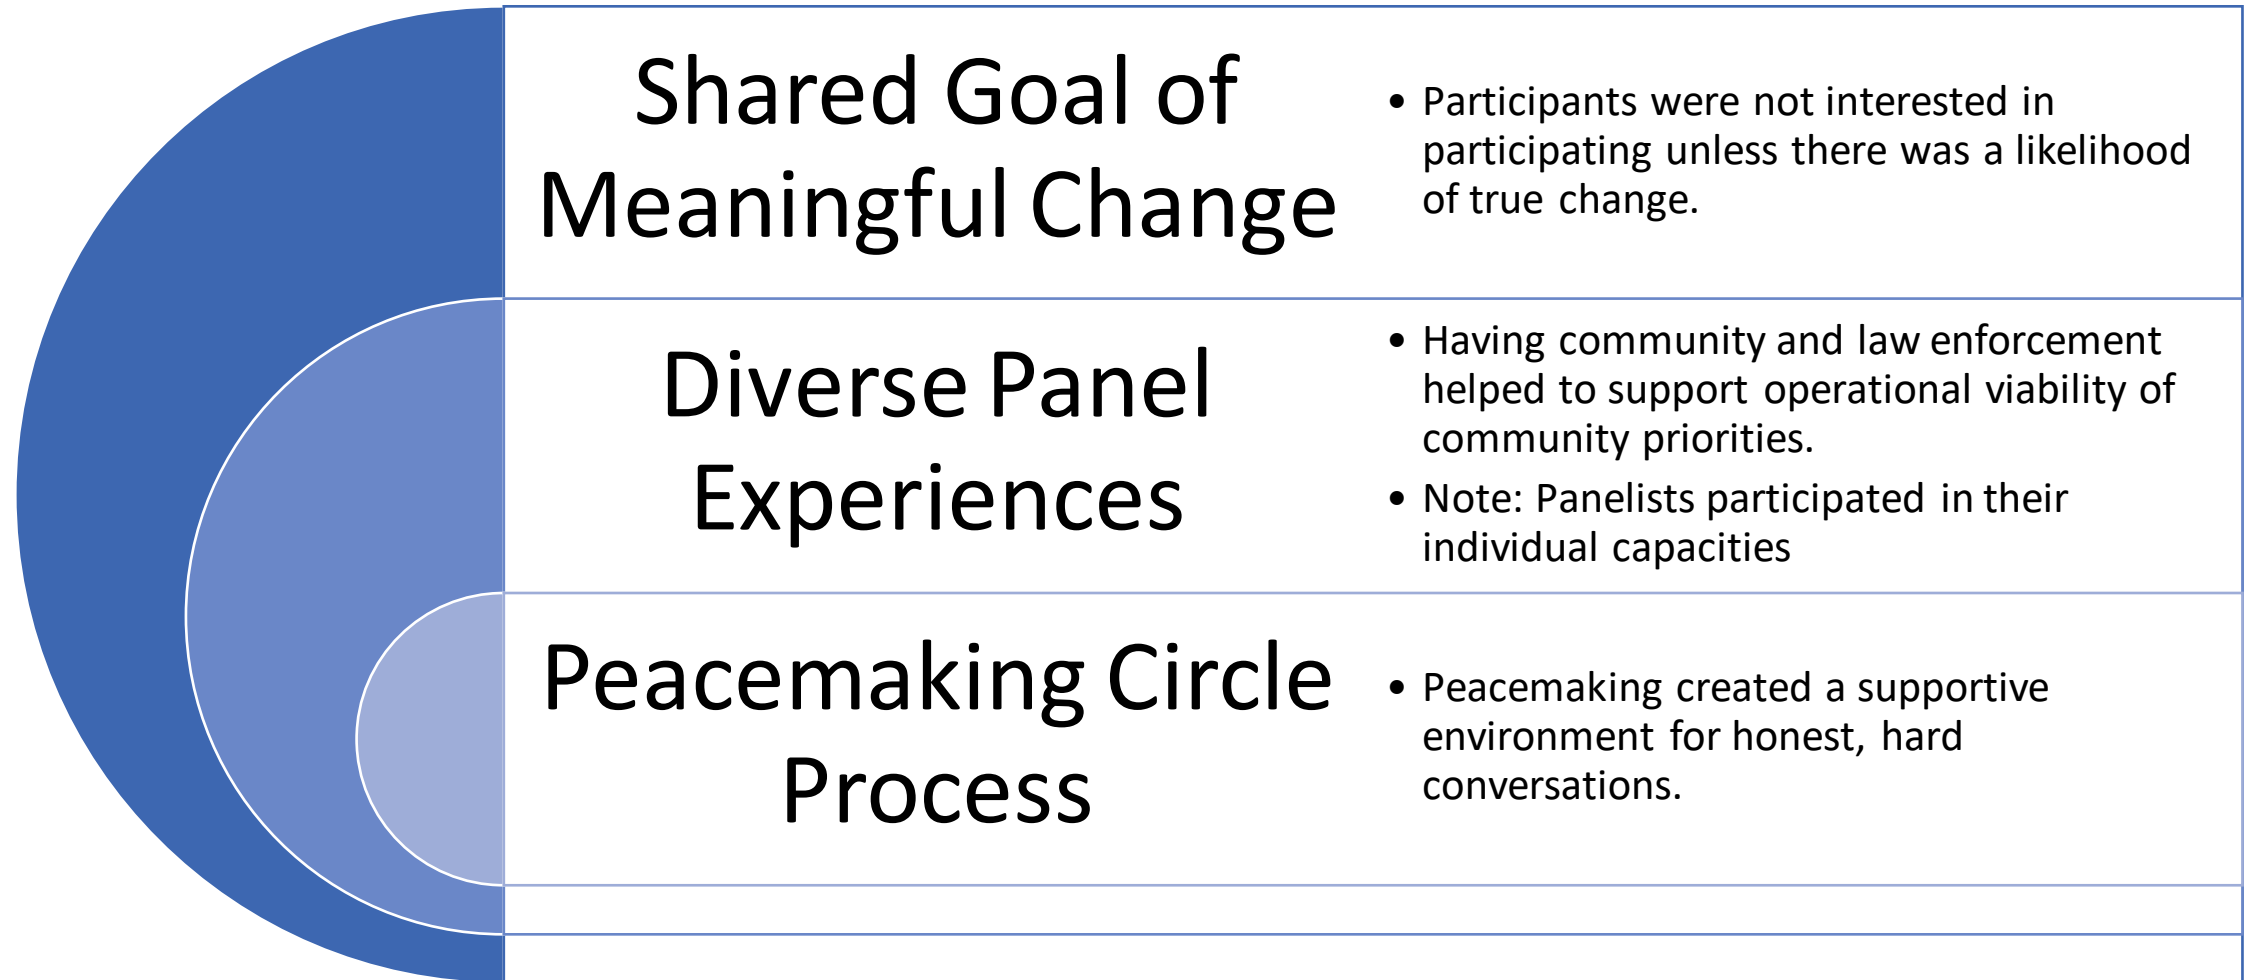 Shared Goal of
Meaningful Change
• Participants were not interested in
participating unless there was a likelihood
of true change.
Diverse Panel
Experiences
• Having community and law enforcement
helped to support operational viability of
community priorities.
• Note: Panelists participated in their
individual capacities
Peacemaking Circle
Process
• Peacemaking created a supportive
environment for honest, hard
conversations.